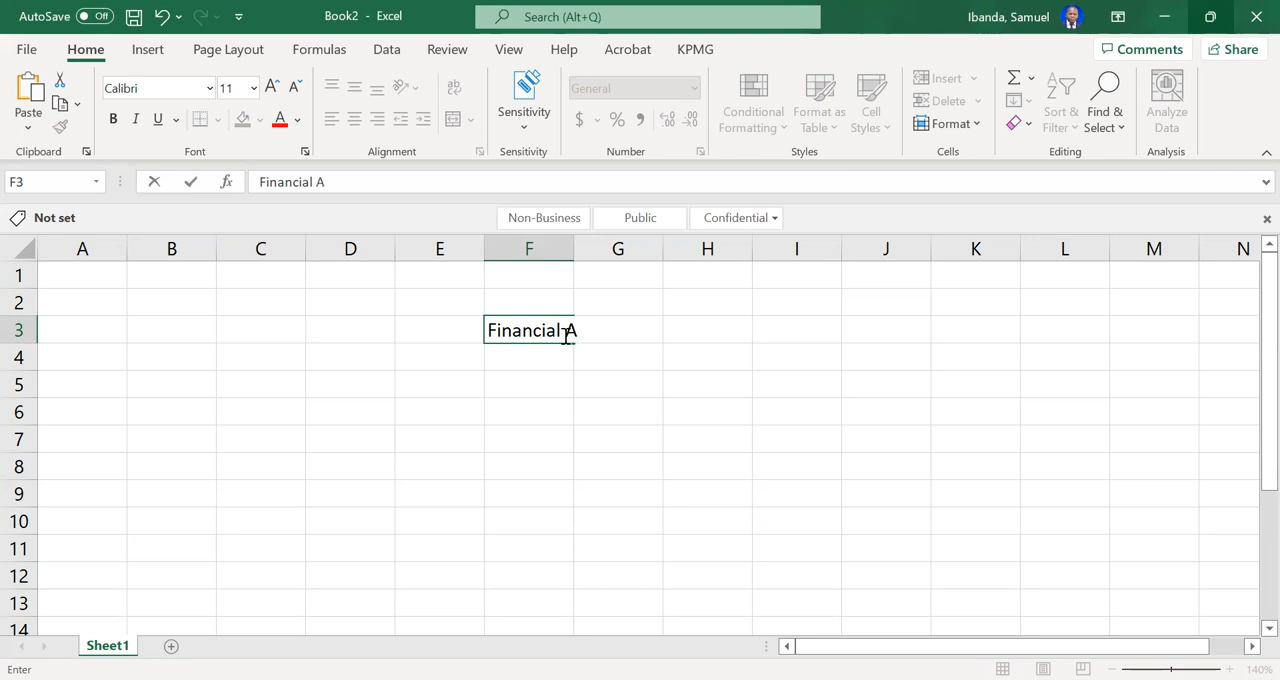 AutoSave Off Book2 - Excel Search (Alt+Q) Ibanda, Samuel
File Home Insert Page Layout Formulas Data Review View Help Acrobat KPMG Comments Share
Paste Calibri 11 Sensitivity General Conditional Formatting Format as Table Cell Styles Insert Delete Format Sort & Filter Find & Select Analyze Data
B I U $ % 9
Clipboard Font Alignment Sensitivity Number Styles Cells Editing Analysis
F3 fx Financial A
Not set Non-Business Public Confidential
A B C D E F G H I J K L M N
1
2
3 Financial A
4
5
6
7
8
9
10
11
12
13
14
Sheet1
Enter 140%